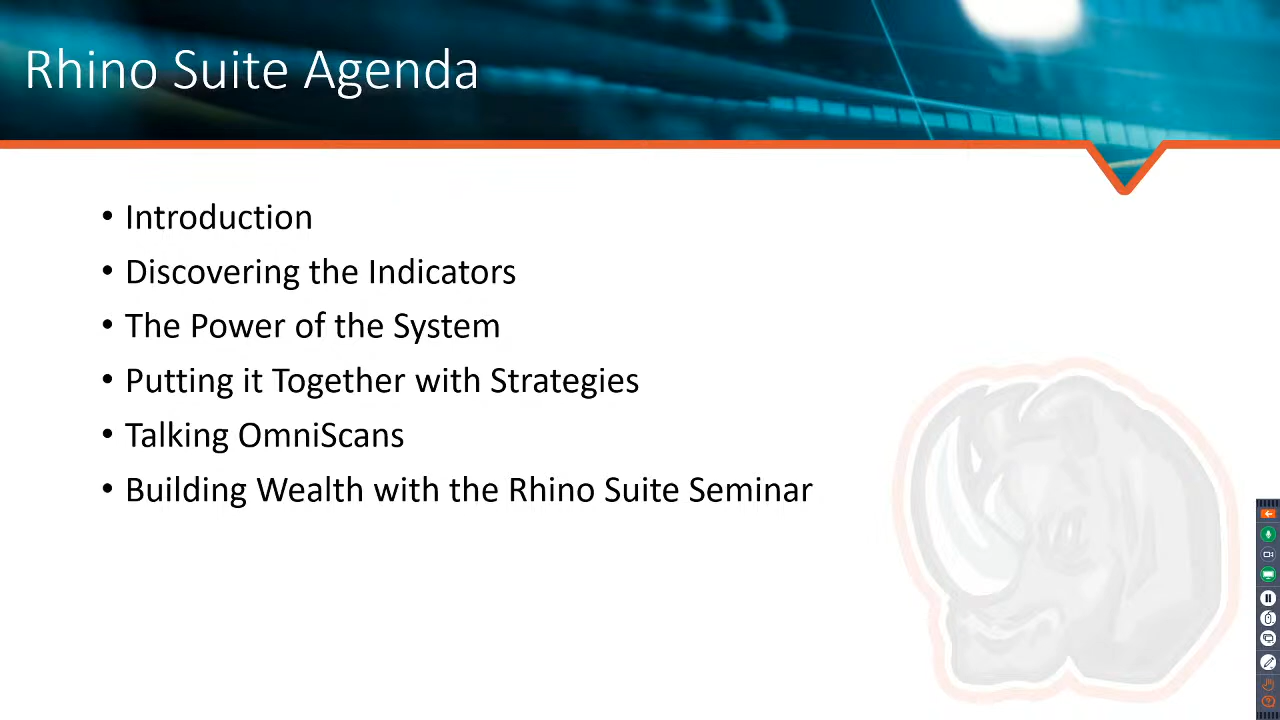 Rhino Suite Agenda
• Introduction
• Discovering the Indicators
• The Power of the System
• Putting it Together with Strategies
• Talking OmniScans
• Building Wealth with the Rhino Suite Seminar